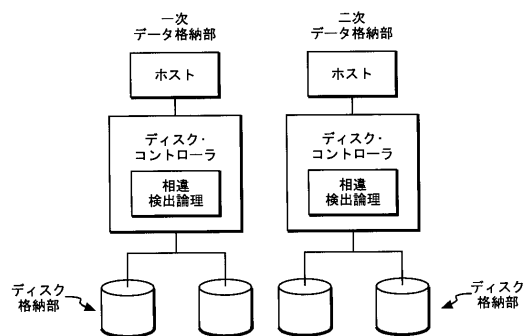 一次
データ格納部
ホスト
ディスク・
コントローラ
相違
検出論理
二次
データ格納部
ホスト
ディスク・
コントローラ
相違
検出論理
ディスク
格納部
ディスク
格納部